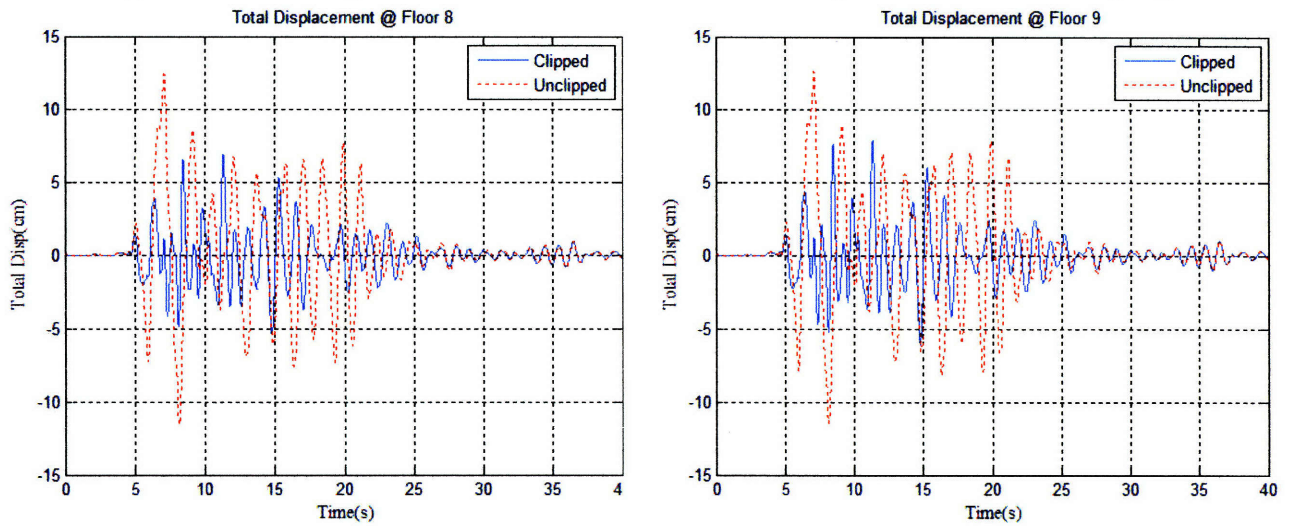 Total Displacement @ Floor 8
15
10
5
0
-5
-10
-15
Total Disp(cm)
Clipped
Unclipped
0 5 10 15 20 25 30 35 4
Time(s)
Total Displacement @ Floor 9
15
10
5
0
-5
-10
-15
Total Disp(cm)
Clipped
Unclipped
0 5 10 15 20 25 30 35 40
Time(s)